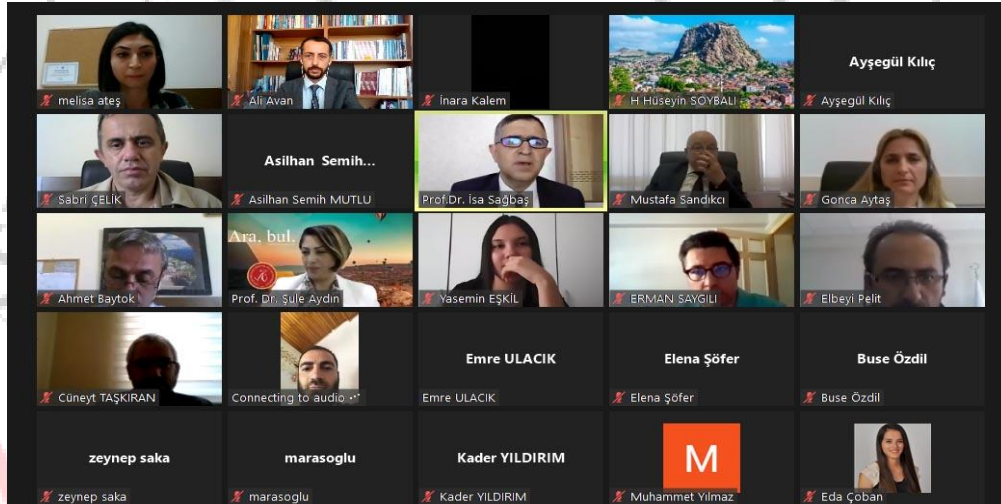 melisa ateş
Ali Avan
İnara Kalem
H Hüseyin SOYBALI
Ayşegül Kılıç
Ayşegül Kılıç
Sabri ÇELİK
Asilhan Semih...
Asilhan Semih MUTLU
Prof.Dr. İsa Sağbaş
Mustafa Sandıkcı
Gonca Aytaş
Ahmet Baytok
Ara, bul.
Prof. Dr. Şule Aydın
Yasemin EŞKİL
ERMAN SAYGILI
Elbeyi Pelit
Cüneyt TAŞKIRAN
Connecting to audio ...
Emre ULACIK
Emre ULACIK
Elena Şöfer
Elena Şöfer
Buse Özdil
Buse Özdil
zeynep saka
zeynep saka
marasoglu
marasoglu
Kader YILDIRIM
Kader YILDIRIM
M
Muhammet Yılmaz
Eda Çoban